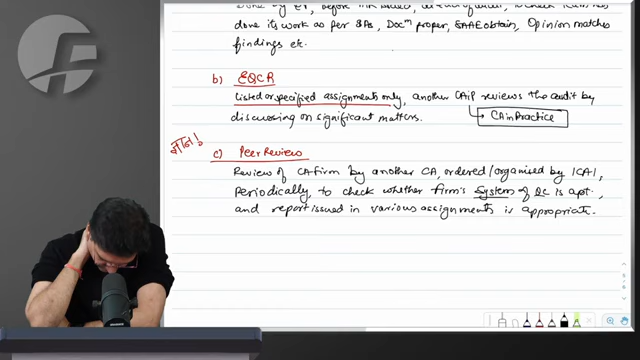 done its work as per SAs, Docⁿ proper, SAAE obtain, Opinion matches
findings etc.
b) EQCR
Listed or specified assignments only, another CAiP reviews the audit by
discussing on significant matters.
CA in Practice
c) Peer Review
Review of CA firm by another CA, ordered/organised by ICAI,
Periodically, to check whether firm's system of QC is apt.
and report issued in various assignments is appropriate.